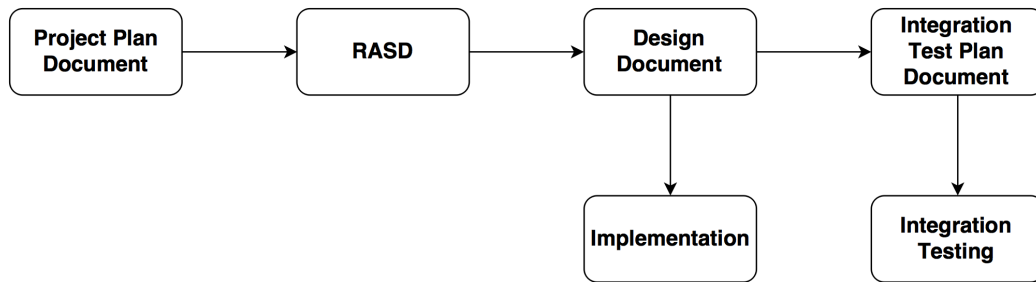 Project Plan
Document
RASD
Design
Document
Integration
Test Plan
Document
Implementation
Integration
Testing